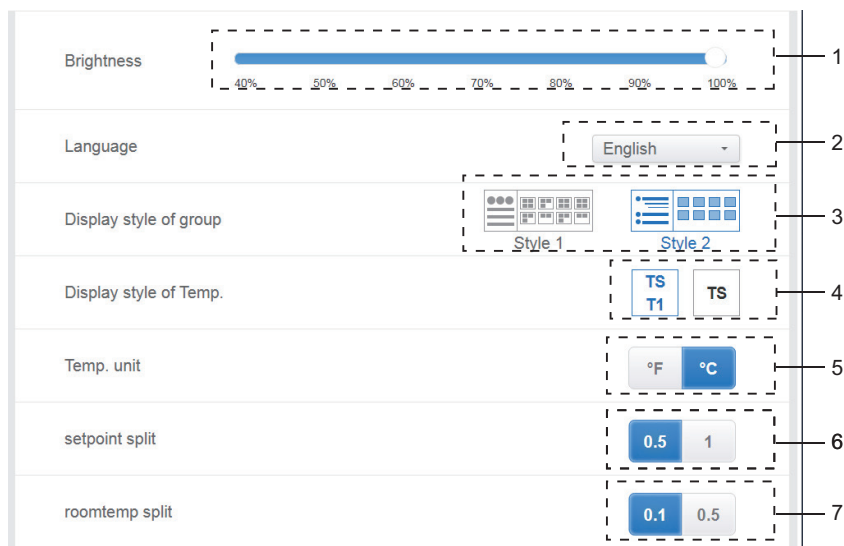 Brightness
40% 50% 60% 70% 80% 90% 100%
1
Language
English
2
Display style of group
Style 1 Style 2
3
Display style of Temp.
TS
T1
TS
4
Temp. unit
°F °C
5
setpoint split
0.5 1
6
roomtemp split
0.1 0.5
7